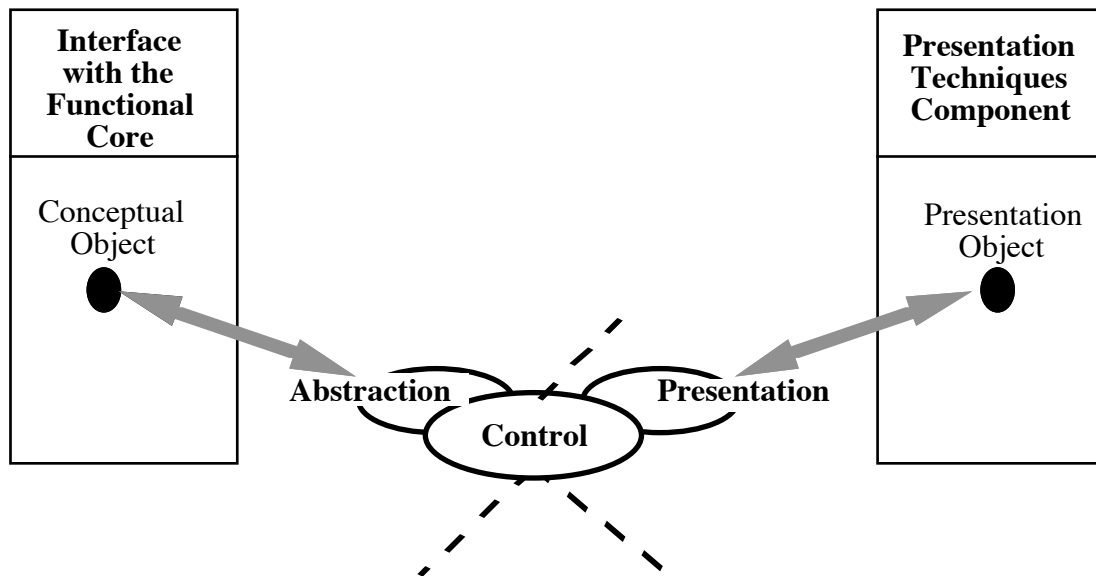 Interface
with the
Functional
Core
Presentation
Techniques
Component
Conceptual
Object
Presentation
Object
Abstraction
Presentation
Control